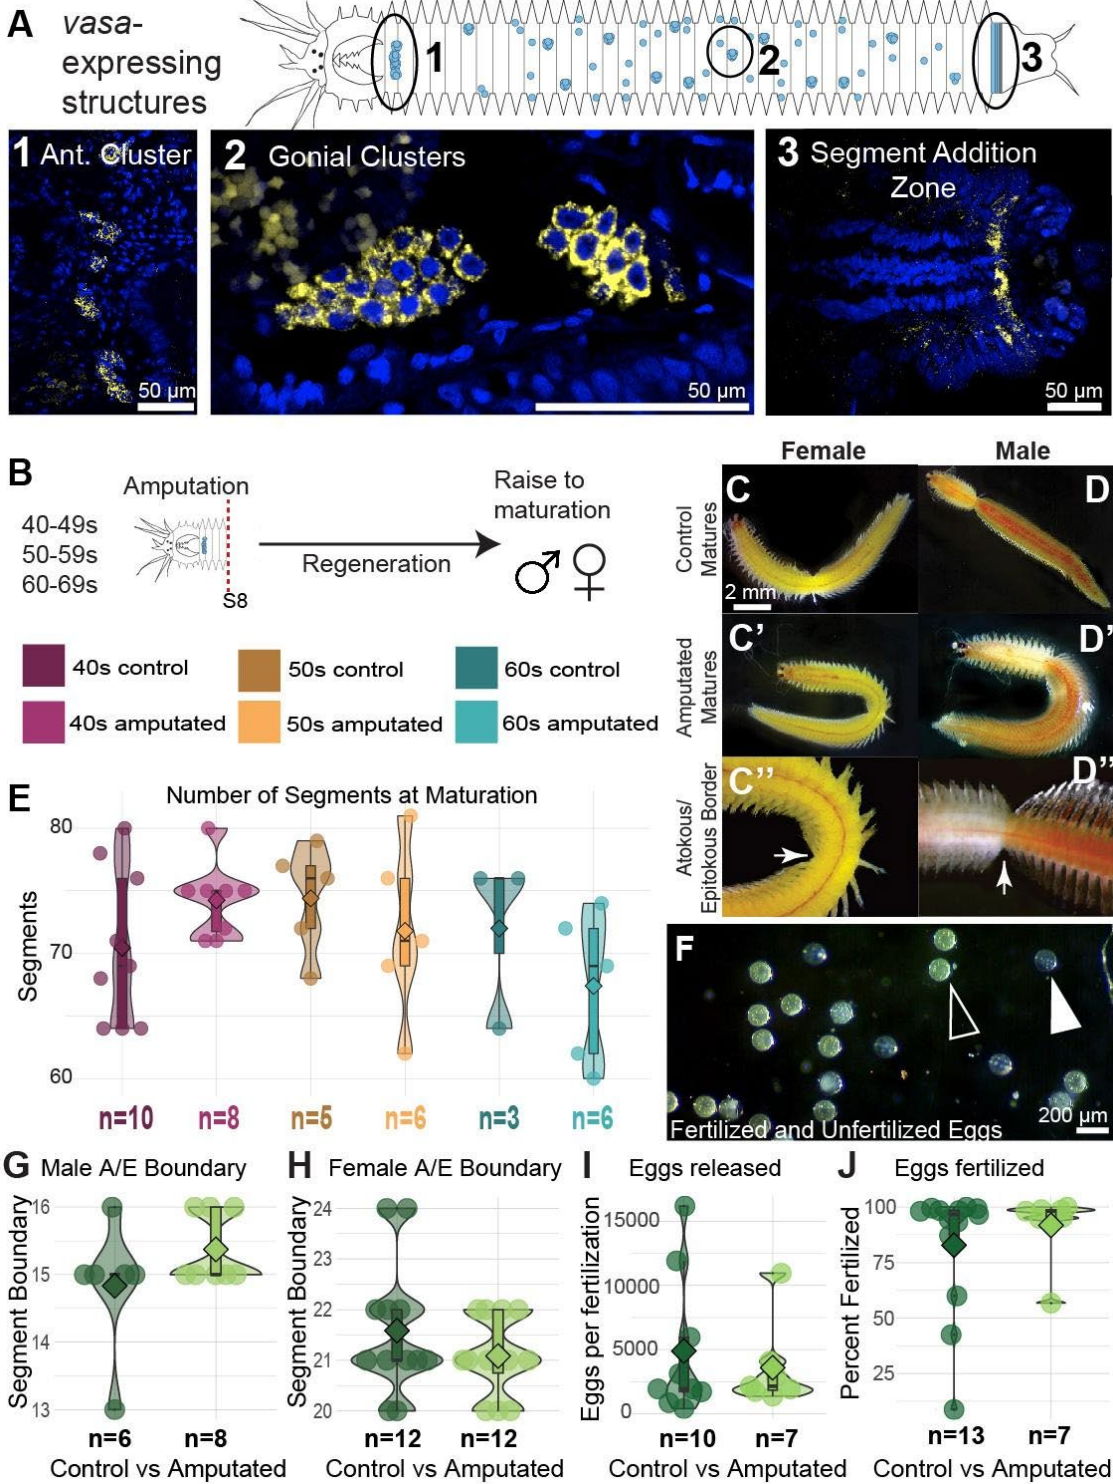 A
vasa-
expressing
structures
1
2
3
1 Ant. Cluster
50 µm
2 Gonial Clusters
50 µm
3 Segment Addition
Zone
50 µm
B
Amputation
40-49s
50-59s
60-69s
S8
Regeneration
Raise to
maturation
♂ ♀
40s control
50s control
60s control
40s amputated
50s amputated
60s amputated
Female
Male
Control
Matures
C
2 mm
D
Amputated
Matures
C’
D’
Atokous/
Epitokous Border
C”
D”
E
Number of Segments at Maturation
Segments
80
70
60
n=10
n=8
n=5
n=6
n=3
n=6
F
200 µm
Fertilized and Unfertilized Eggs
G Male A/E Boundary
Segment Boundary
16
15
14
13
n=6
n=8
Control vs Amputated
H Female A/E Boundary
Segment Boundary
24
23
22
21
20
n=12
n=12
Control vs Amputated
I Eggs released
Eggs per fertilization
15000
10000
5000
0
n=10
n=7
Control vs Amputated
J Eggs fertilized
Percent Fertilized
100
75
50
25
n=13
n=7
Control vs Amputated